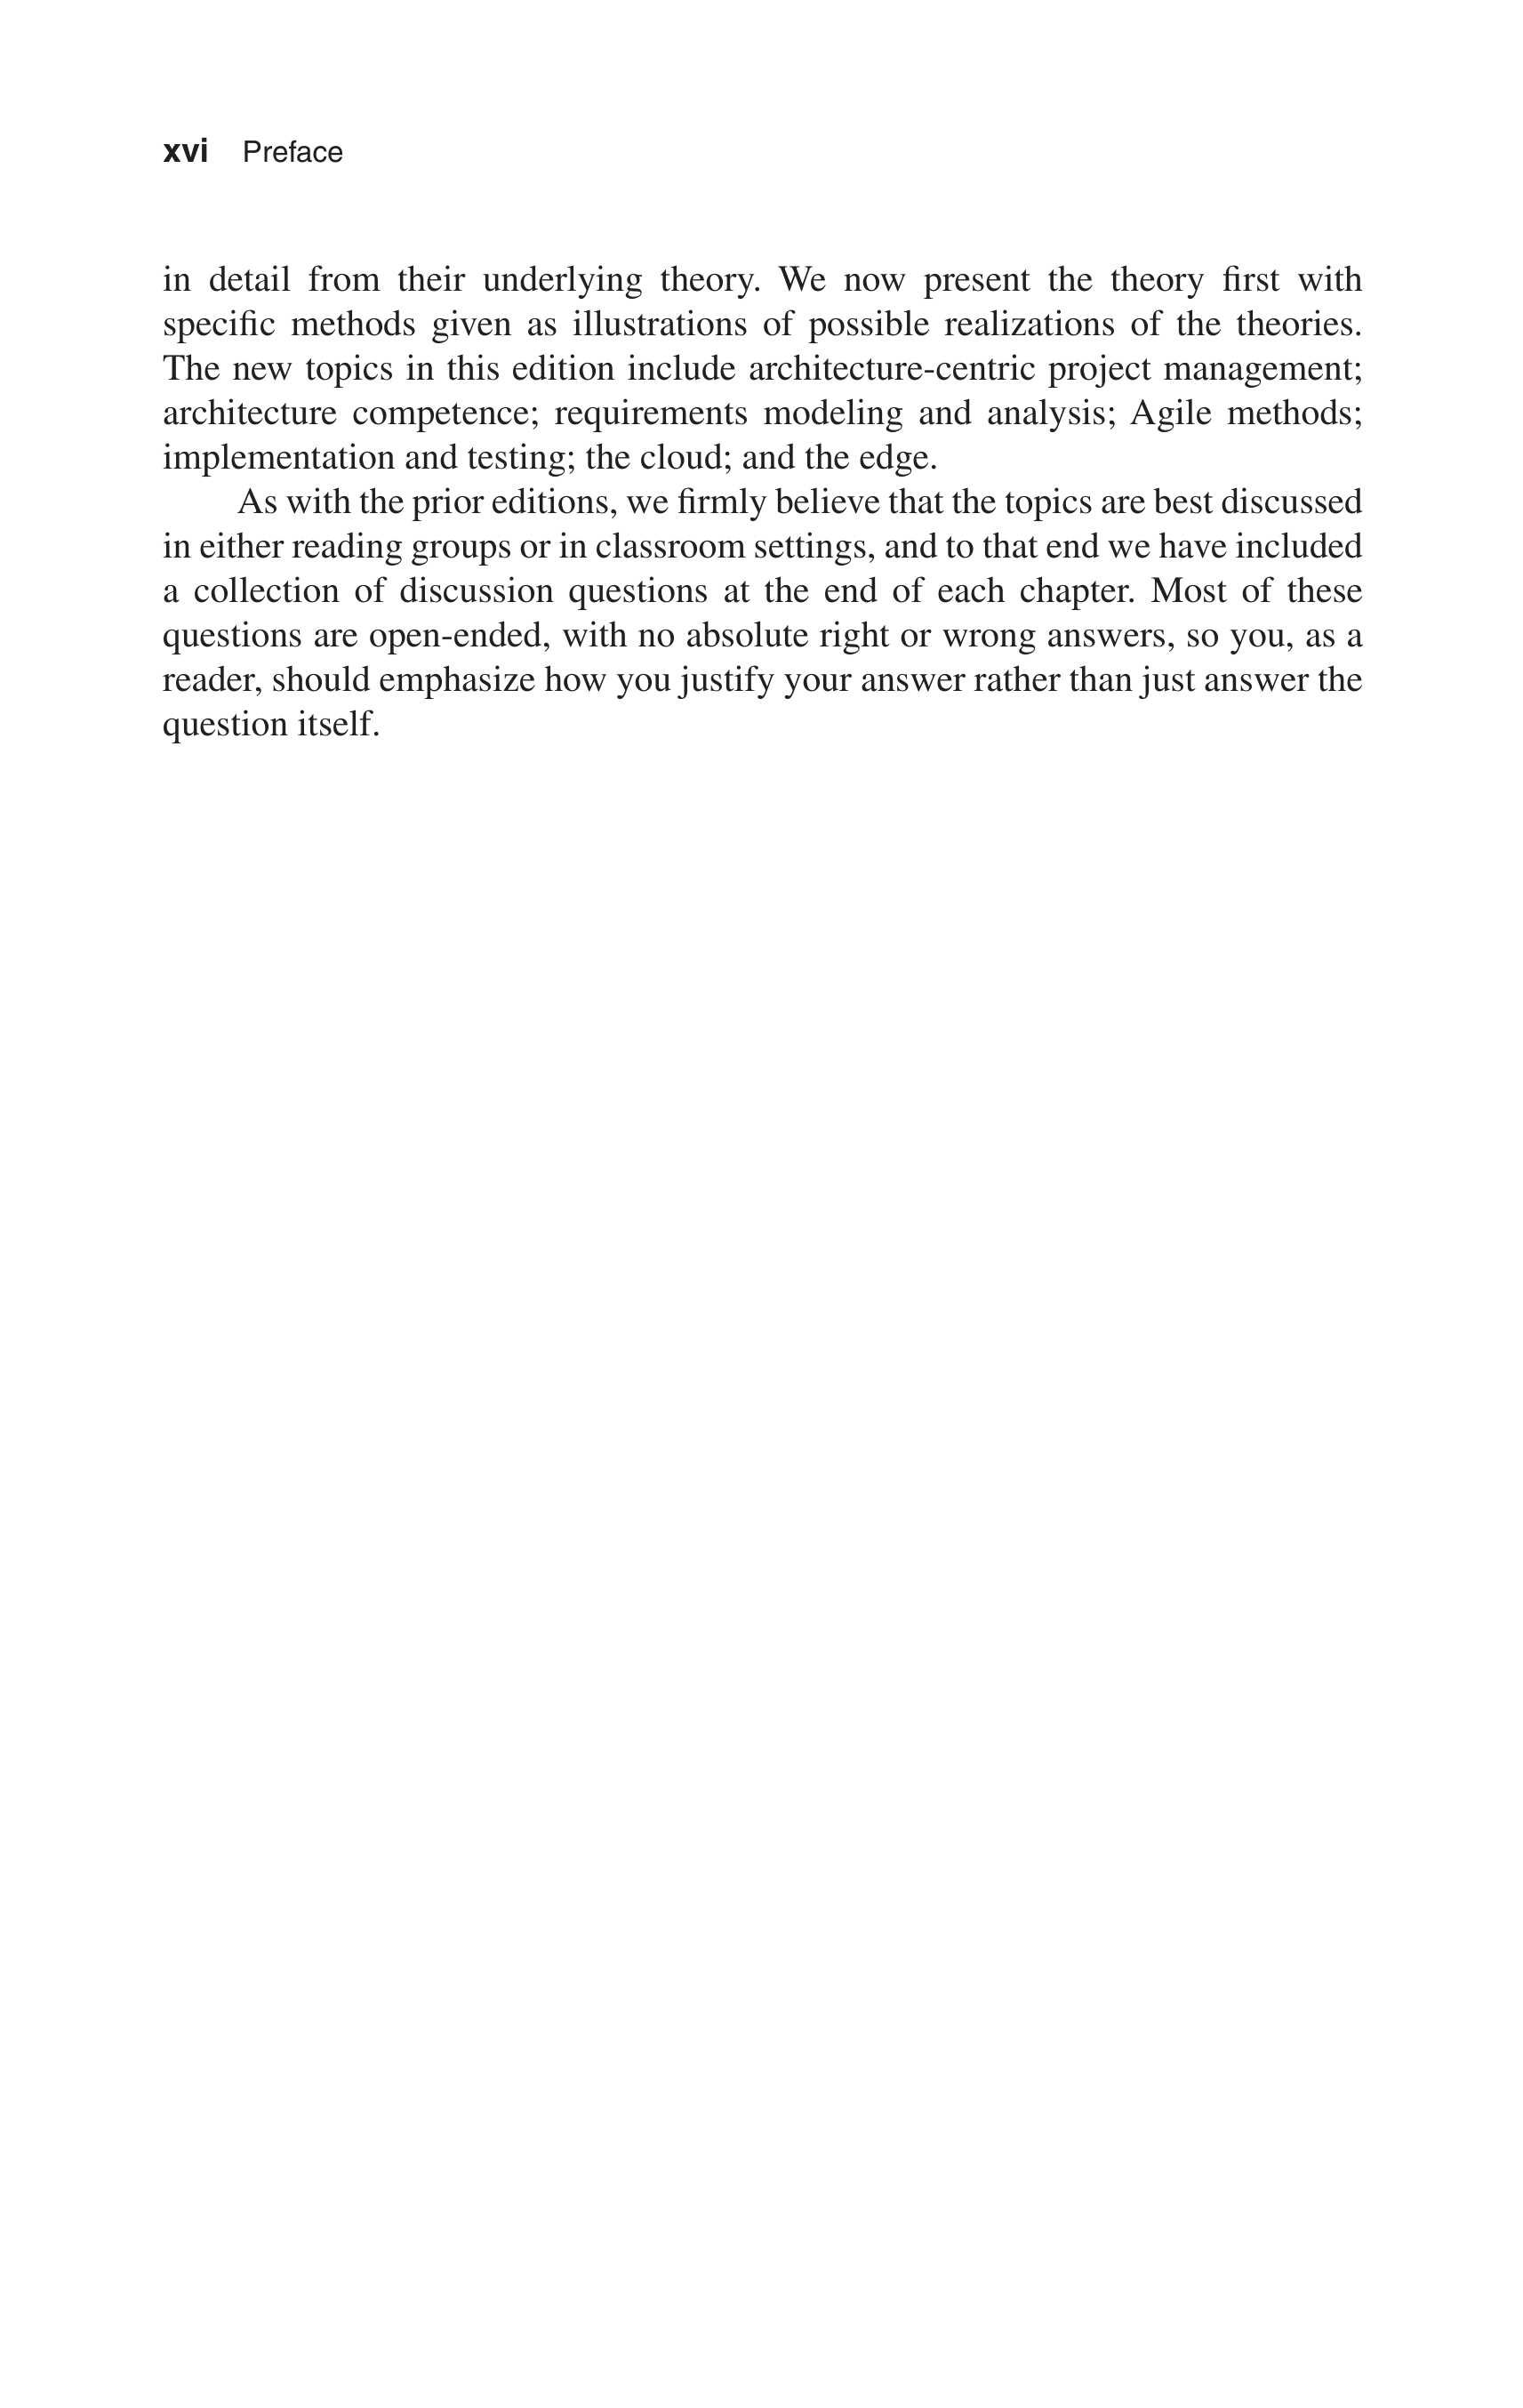 xvi Preface
in detail from their underlying theory. We now present the theory first with
specific methods given as illustrations of possible realizations of the theories.
The new topics in this edition include architecture-centric project management;
architecture competence; requirements modeling and analysis; Agile methods;
implementation and testing; the cloud; and the edge.
As with the prior editions, we firmly believe that the topics are best discussed
in either reading groups or in classroom settings, and to that end we have included
a collection of discussion questions at the end of each chapter. Most of these
questions are open-ended, with no absolute right or wrong answers, so you, as a
reader, should emphasize how you justify your answer rather than just answer the
question itself.